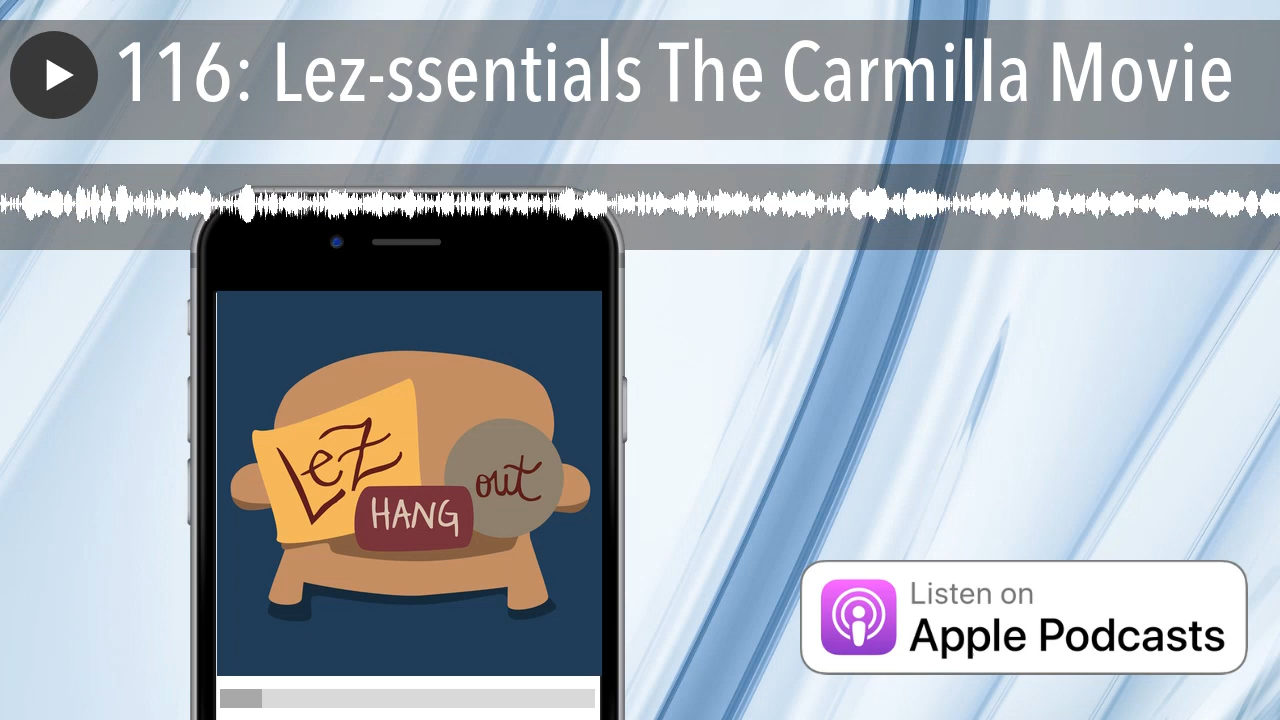 116: Lez-ssentials The Carmilla Movie
Lez
HANG
out
Listen on
Apple Podcasts